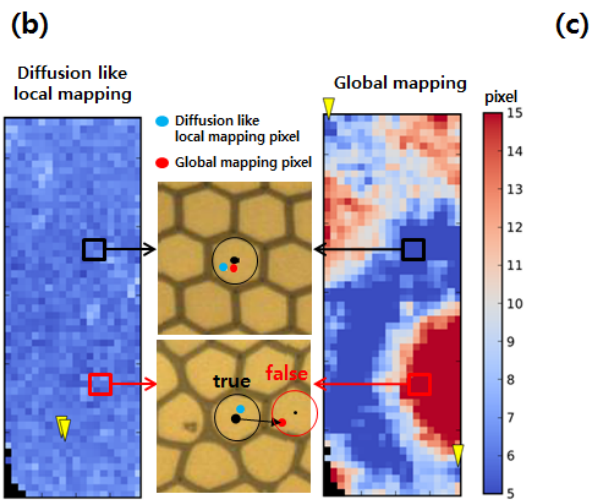 (b)
(c)
Diffusion like
local mapping
Global mapping
Diffusion like
local mapping pixel
Global mapping pixel
pixel
15
14
13
12
11
10
9
8
7
6
5
true
false